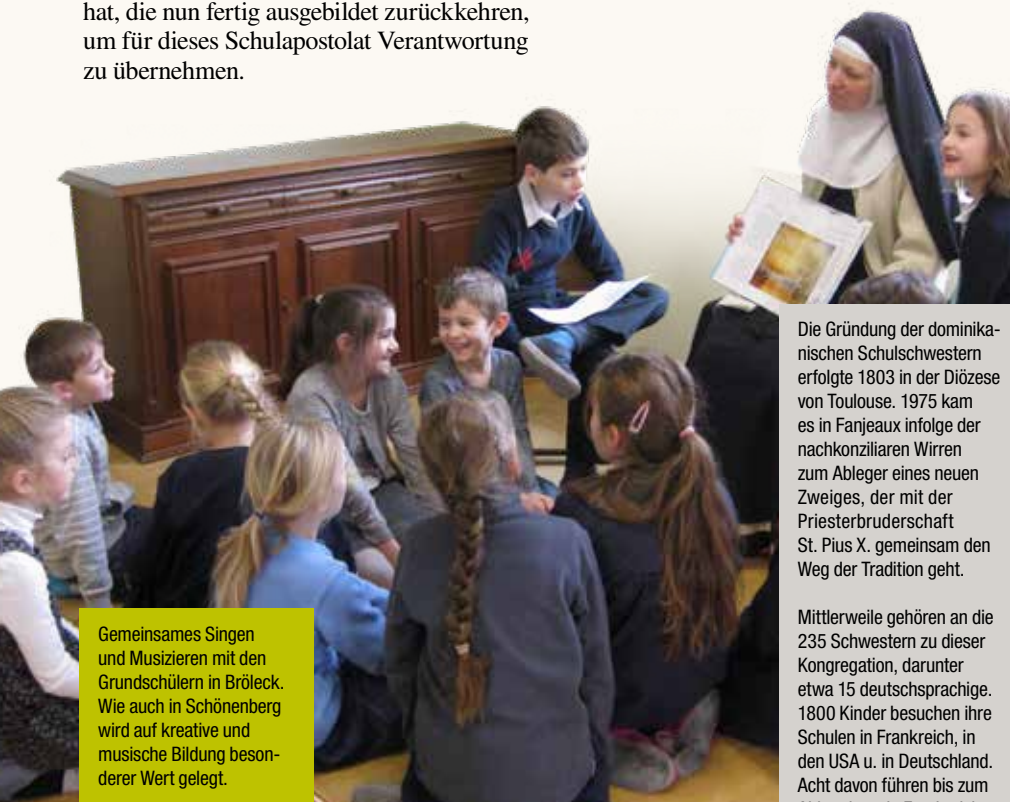 hat, die nun fertig ausgebildet zurückkehren,
um für dieses Schulapostolat Verantwortung
zu übernehmen.
Gemeinsames Singen
und Musizieren mit den
Grundschülern in Bröleck.
Wie auch in Schönenberg
wird auf kreative und
musische Bildung beson-
derer Wert gelegt.
Die Gründung der dominika-
nischen Schulschwestern
erfolgte 1803 in der Diözese
von Toulouse. 1975 kam
es in Fanjeaux infolge der
nachkonziliaren Wirren
zum Ableger eines neuen
Zweiges, der mit der
Priesterbruderschaft
St. Pius X. gemeinsam den
Weg der Tradition geht.
Mittlerweile gehören an die
235 Schwestern zu dieser
Kongregation, darunter
etwa 15 deutschsprachige.
1800 Kinder besuchen ihre
Schulen in Frankreich, in
den USA u. in Deutschland.
Acht davon führen bis zum